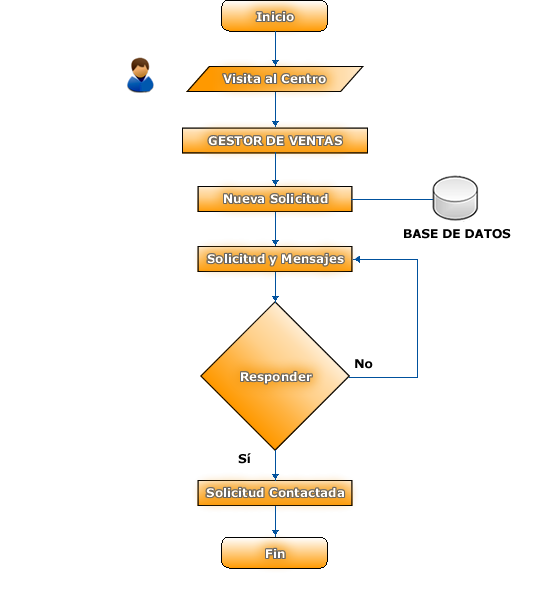 Inicio
Visita al Centro
GESTOR DE VENTAS
Nueva Solicitud
BASE DE DATOS
Solicitud y Mensajes
No
Responder
Sí
Solicitud Contactada
Fin